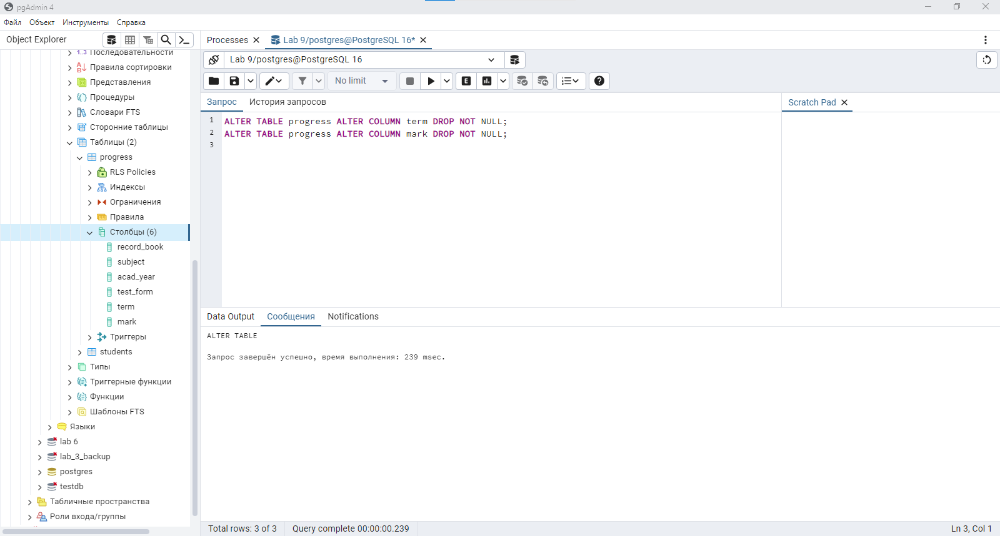 pgAdmin 4
Файл Объект Инструменты Справка
Object Explorer
1..3 Последовательности
Правила сортировки
Представления
Процедуры
Словари FTS
Сторонние таблицы
Таблицы (2)
progress
RLS Policies
Индексы
Ограничения
Правила
Столбцы (6)
record_book
subject
acad_year
test_form
term
mark
Триггеры
students
Типы
Триггерные функции
Функции
Шаблоны FTS
Языки
lab 6
lab_3_backup
postgres
testdb
Табличные пространства
Роли входа/группы
Processes
Lab 9/postgres@PostgreSQL 16*
Lab 9/postgres@PostgreSQL 16
No limit
E
Запрос История запросов
Scratch Pad
1 ALTER TABLE progress ALTER COLUMN term DROP NOT NULL;
2 ALTER TABLE progress ALTER COLUMN mark DROP NOT NULL;
3
Data Output Сообщения Notifications
ALTER TABLE
Запрос завершён успешно, время выполнения: 239 msec.
Total rows: 3 of 3 Query complete 00:00:00.239 Ln 3, Col 1